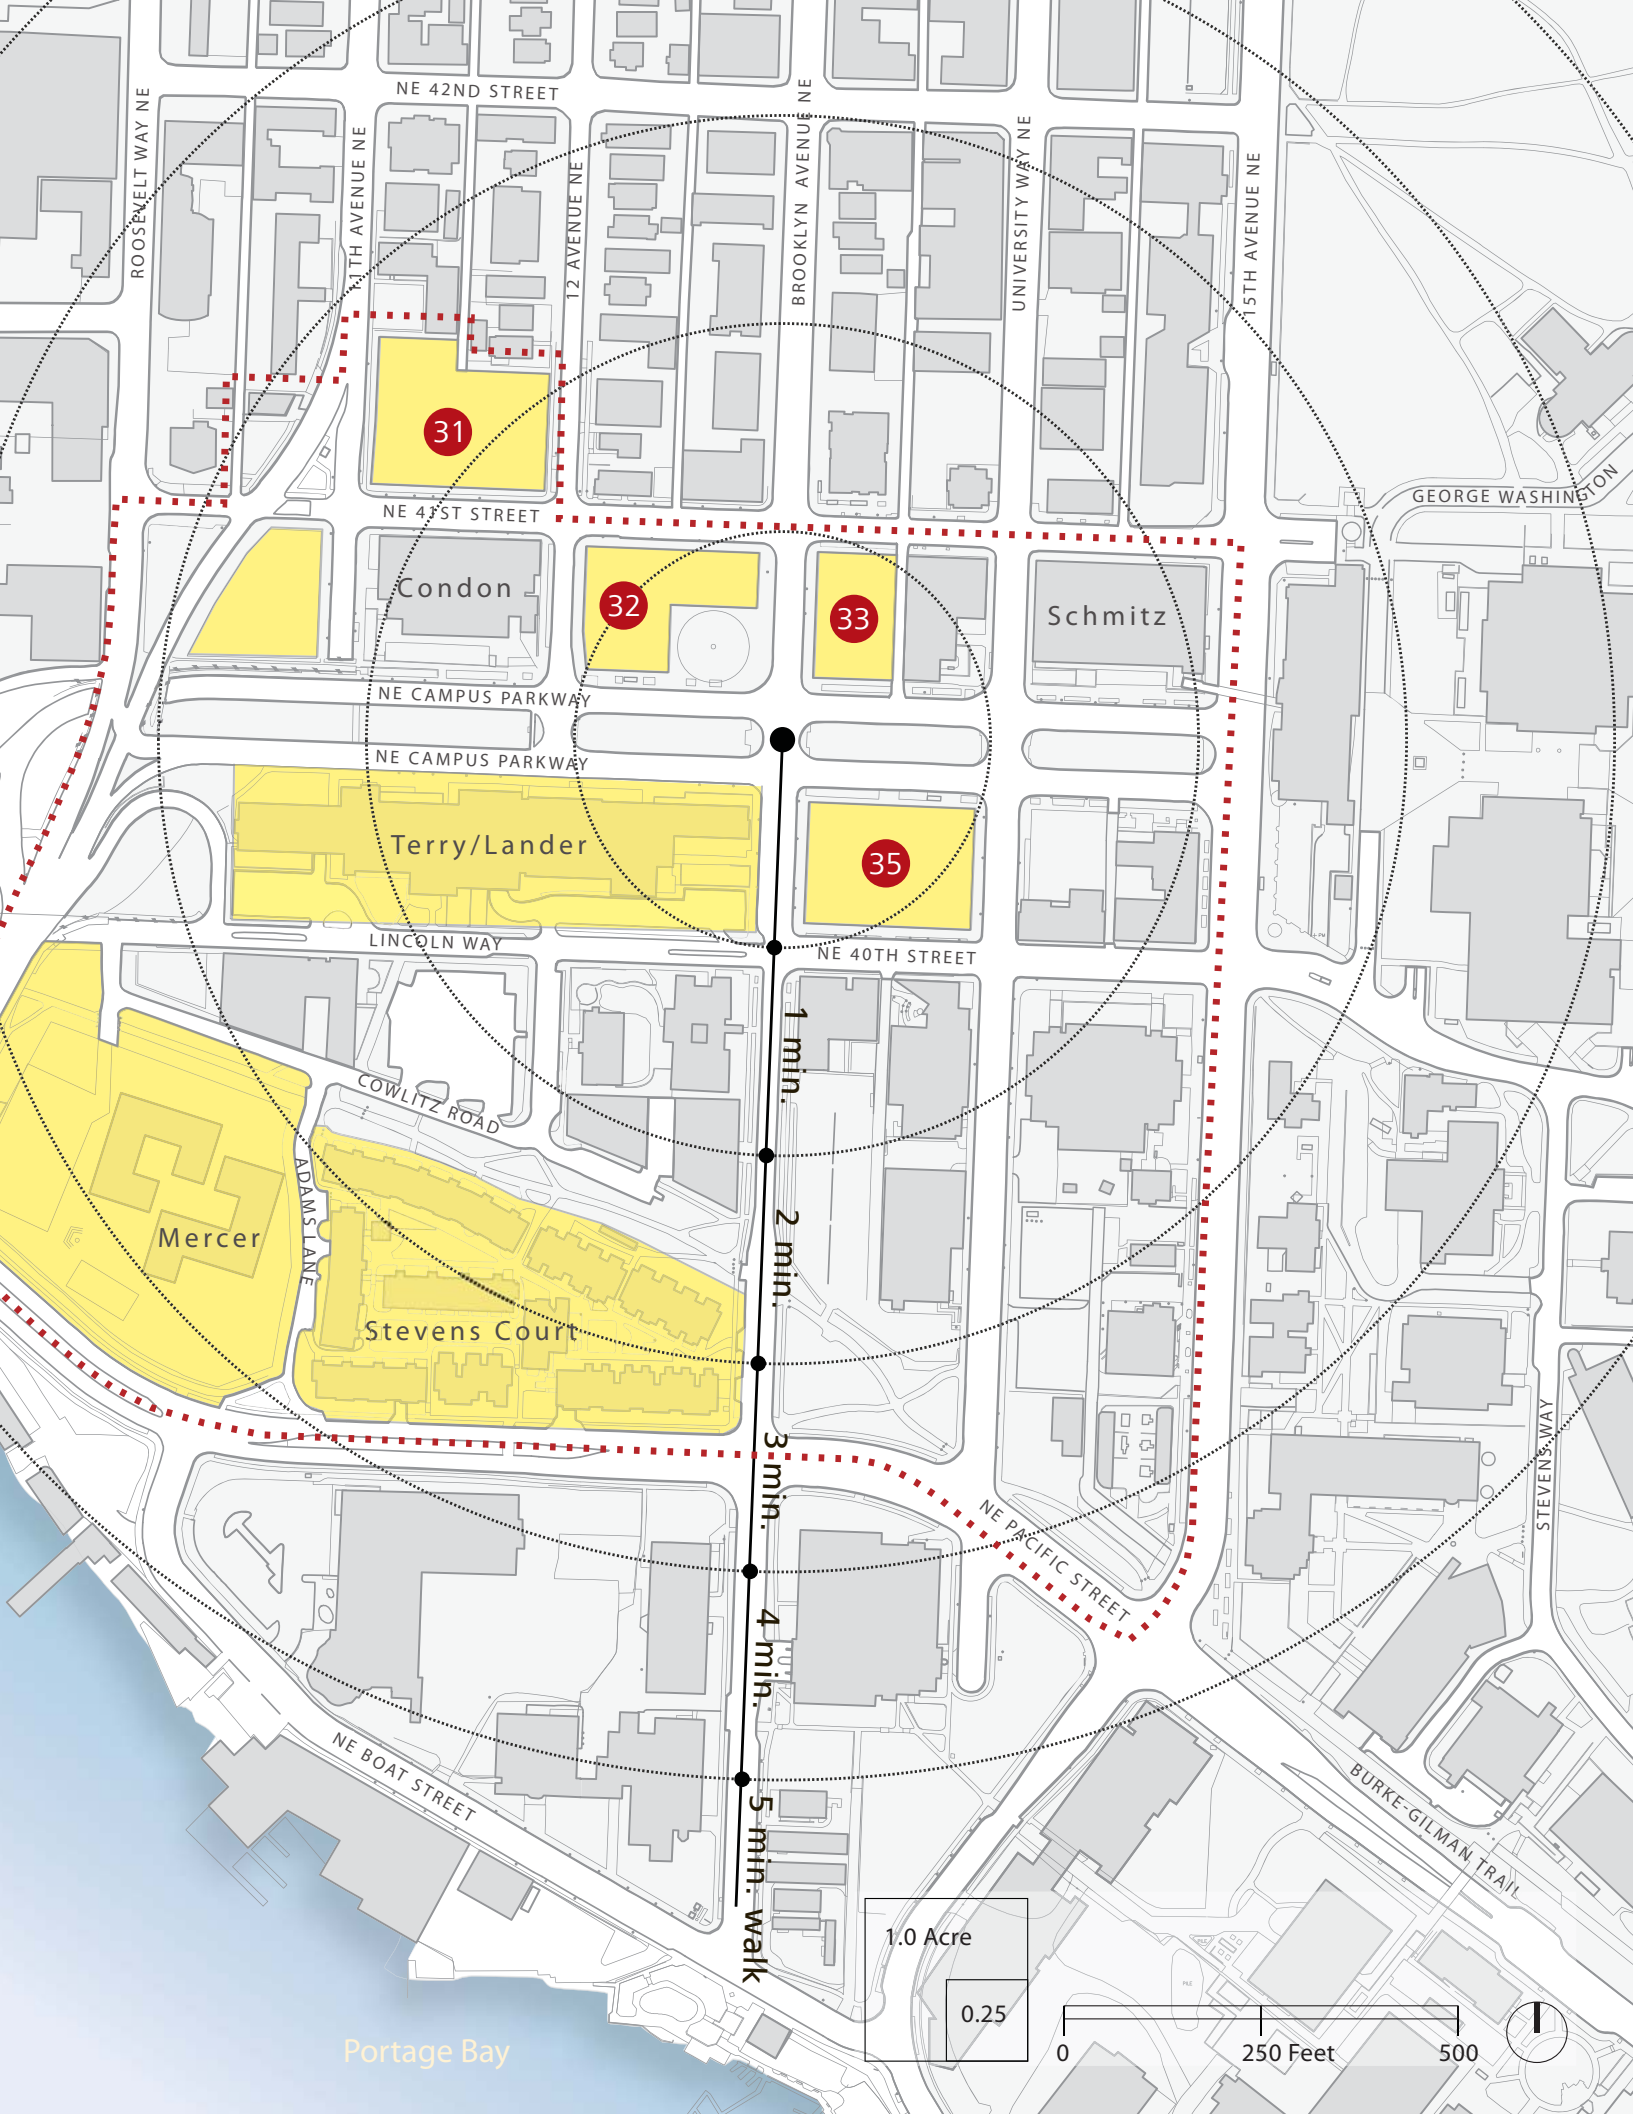 NE 42ND STREET
ROOSEVELT WAY NE
11TH AVENUE NE
12 AVENUE NE
BROOKLYN AVENUE NE
UNIVERSITY WAY NE
15TH AVENUE NE
31
GEORGE WASHINGTON
NE 41ST STREET
Condon
32
33
Schmitz
NE CAMPUS PARKWAY
NE CAMPUS PARKWAY
Terry/Lander
35
LINCOLN WAY
NE 40TH STREET
1 min.
COWLITZ ROAD
ADAMS LANE
Mercer
2 min.
Stevens Court
3 min.
STEVENS WAY
NE PACIFIC STREET
4 min.
NE BOAT STREET
5 min. walk
BURKE-GILMAN TRAIL
1.0 Acre
0.25
Portage Bay
0
250 Feet
500